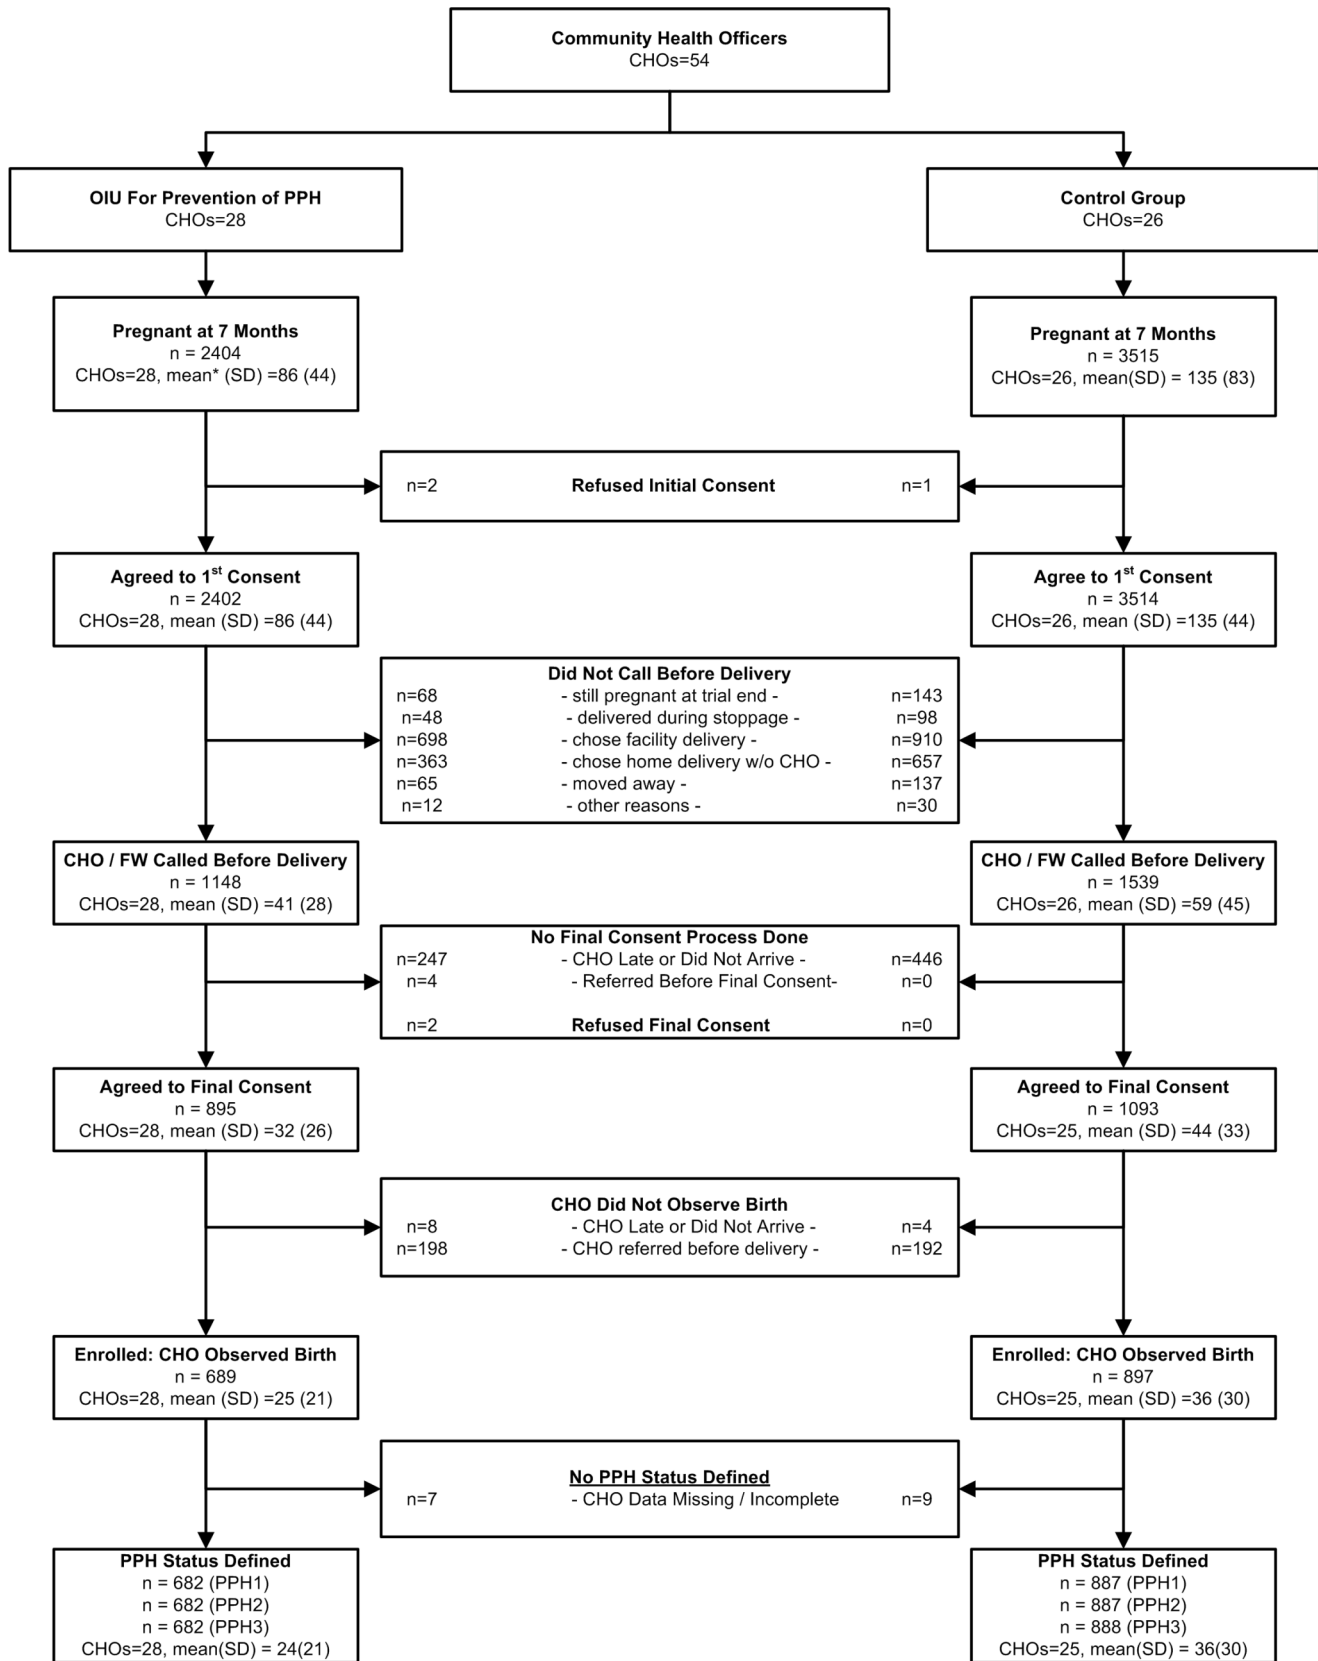 Community Health Officers
CHOs=54
OIU For Prevention of PPH
CHOs=28
Control Group
CHOs=26
Pregnant at 7 Months
n = 2404
CHOs=28, mean* (SD) =86 (44)
Pregnant at 7 Months
n = 3515
CHOs=26, mean(SD) = 135 (83)
n=2 Refused Initial Consent n=1
Agreed to 1st Consent
n = 2402
CHOs=28, mean (SD) =86 (44)
Agree to 1st Consent
n = 3514
CHOs=26, mean (SD) =135 (44)
Did Not Call Before Delivery
n=68 - still pregnant at trial end - n=143
n=48 - delivered during stoppage - n=98
n=698 - chose facility delivery - n=910
n=363 - chose home delivery w/o CHO - n=657
n=65 - moved away - n=137
n=12 - other reasons - n=30
CHO / FW Called Before Delivery
n = 1148
CHOs=28, mean (SD) =41 (28)
CHO / FW Called Before Delivery
n = 1539
CHOs=26, mean (SD) =59 (45)
No Final Consent Process Done
n=247 - CHO Late or Did Not Arrive - n=446
n=4 - Referred Before Final Consent- n=0
n=2 Refused Final Consent n=0
Agreed to Final Consent
n = 895
CHOs=28, mean (SD) =32 (26)
Agreed to Final Consent
n = 1093
CHOs=25, mean (SD) =44 (33)
CHO Did Not Observe Birth
n=8 - CHO Late or Did Not Arrive - n=4
n=198 - CHO referred before delivery - n=192
Enrolled: CHO Observed Birth
n = 689
CHOs=28, mean (SD) =25 (21)
Enrolled: CHO Observed Birth
n = 897
CHOs=25, mean (SD) =36 (30)
No PPH Status Defined
n=7 - CHO Data Missing / Incomplete n=9
PPH Status Defined
n = 682 (PPH1)
n = 682 (PPH2)
n = 682 (PPH3)
CHOs=28, mean(SD) = 24(21)
PPH Status Defined
n = 887 (PPH1)
n = 887 (PPH2)
n = 888 (PPH3)
CHOs=25, mean(SD) = 36(30)